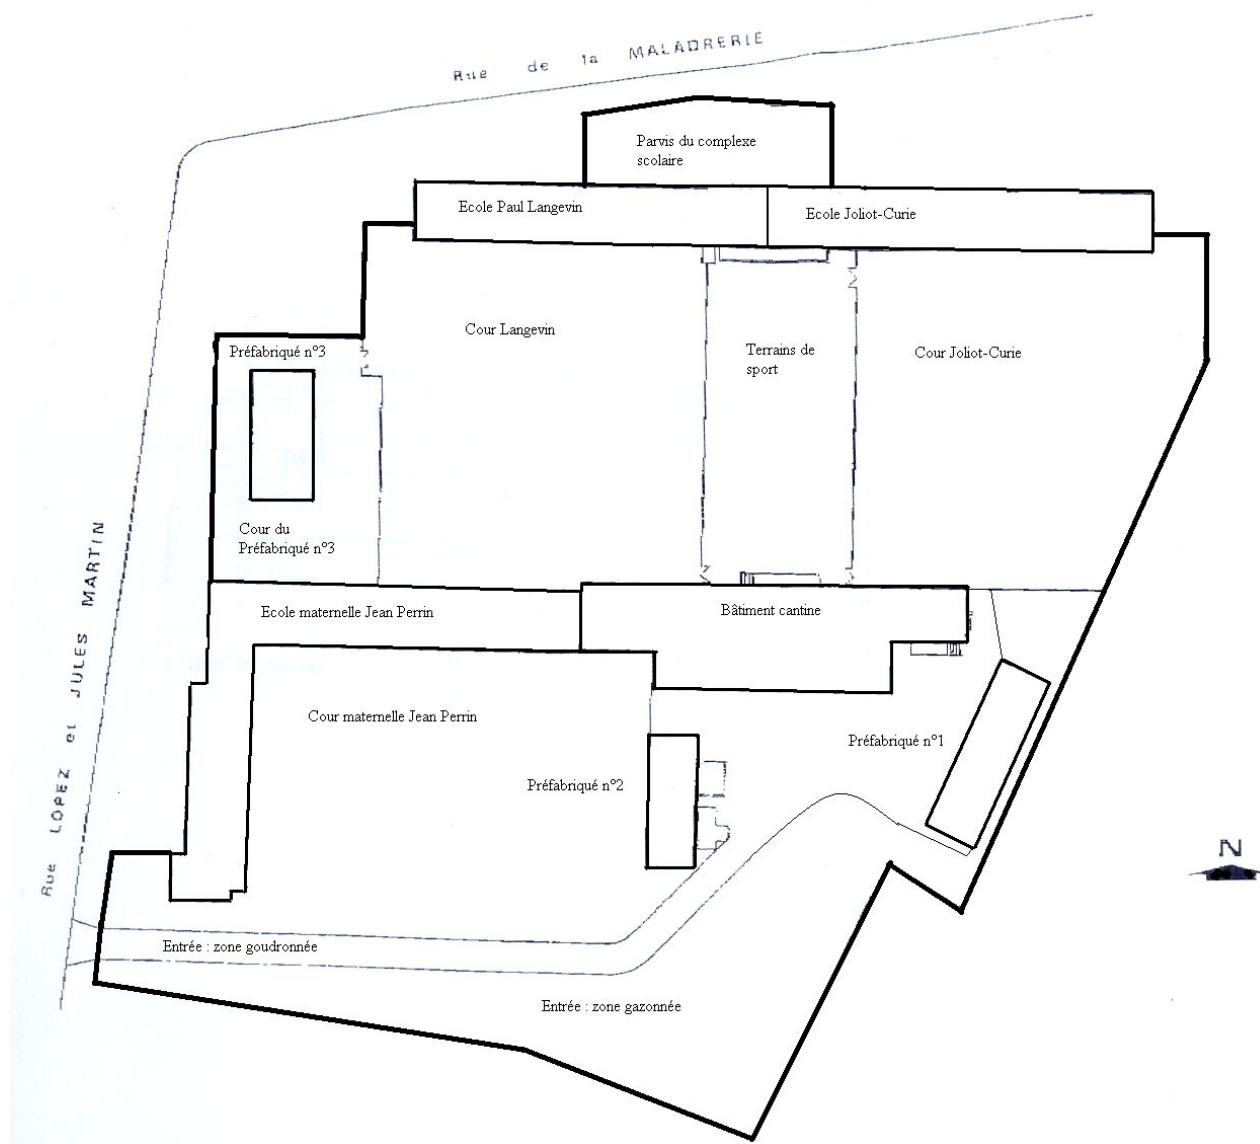 Rue de la MALADRERIE
Parvis du complexe
scolaire
Ecole Paul Langevin
Ecole Joliot-Curie
Cour Langevin
Terrains de
sport
Cour Joliot-Curie
Préfabriqué n°3
Cour du
Préfabriqué n°3
Rue LOPEZ et JULES MARTIN
Ecole maternelle Jean Perrin
Bâtiment cantine
Cour maternelle Jean Perrin
Préfabriqué n°1
Préfabriqué n°2
N
Entrée : zone goudronnée
Entrée : zone gazonnée